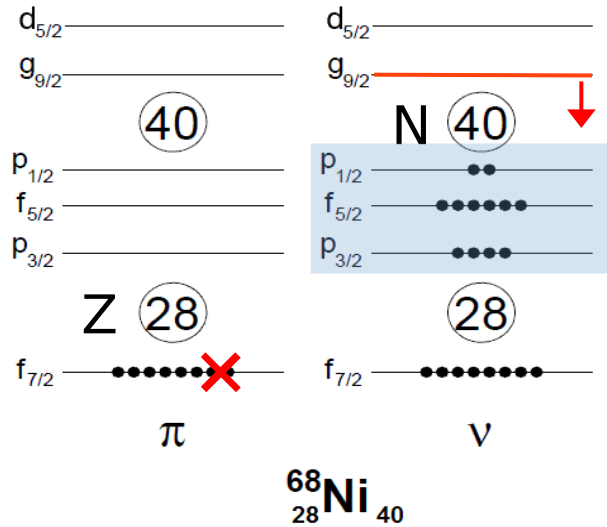 d5/2 d5/2
g9/2 g9/2
40 N 40
p1/2 p1/2
f5/2 f5/2
p3/2 p3/2
Z 28 28
f7/2 f7/2
π ν
68
28Ni40